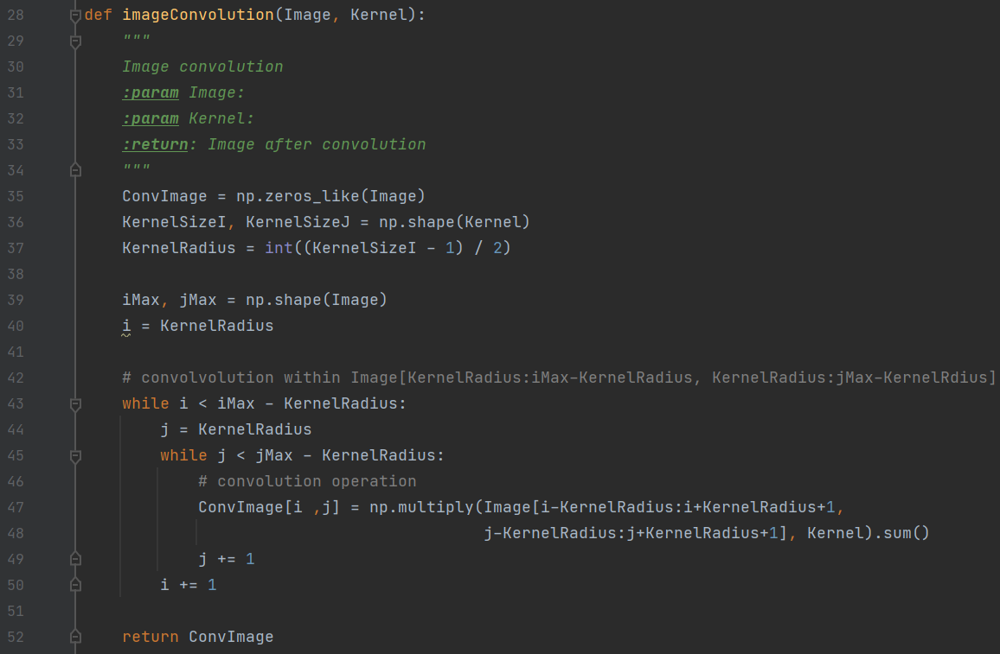 28 def imageConvolution(Image, Kernel):
29     """
30     Image convolution
31     :param Image:
32     :param Kernel:
33     :return: Image after convolution
34     """
35     ConvImage = np.zeros_like(Image)
36     KernelSizeI, KernelSizeJ = np.shape(Kernel)
37     KernelRadius = int((KernelSizeI - 1) / 2)
38
39     iMax, jMax = np.shape(Image)
40     i = KernelRadius
41
42     # convolvolution within Image[KernelRadius:iMax-KernelRadius, KernelRadius:jMax-KernelRdius]
43     while i < iMax - KernelRadius:
44         j = KernelRadius
45         while j < jMax - KernelRadius:
46             # convolution operation
47             ConvImage[i ,j] = np.multiply(Image[i-KernelRadius:i+KernelRadius+1,
48                                           j-KernelRadius:j+KernelRadius+1], Kernel).sum()
49             j += 1
50         i += 1
51
52     return ConvImage